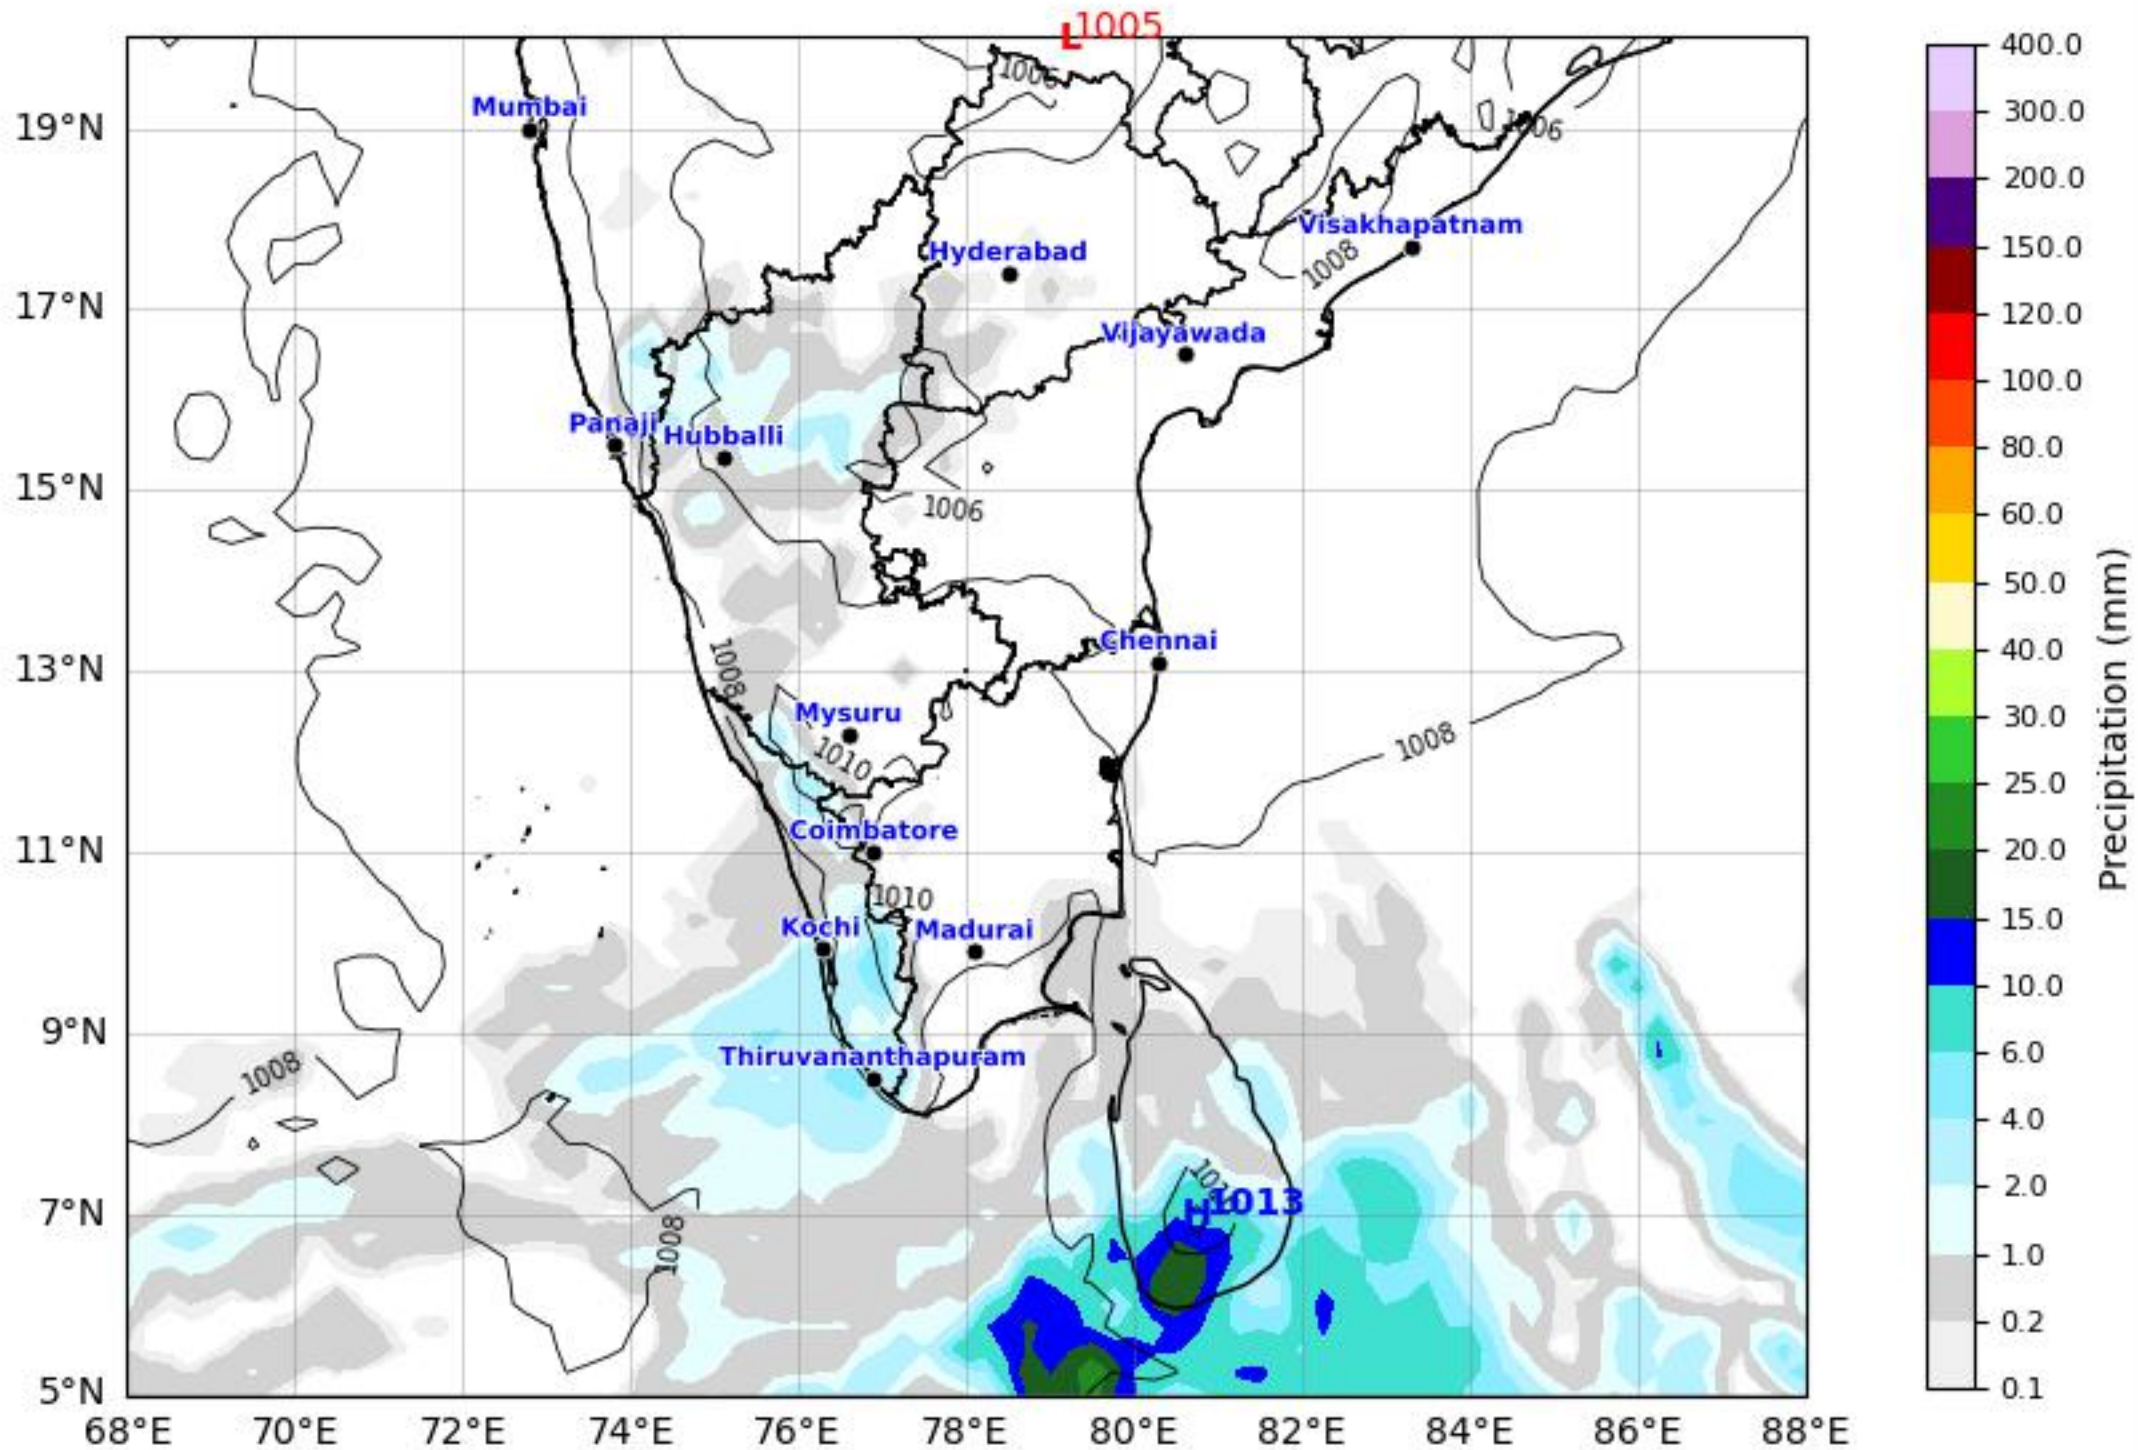 L1005
1006
Mumbai
19°N
1006
Visakhapatnam
Hyderabad
1008
17°N
Vijayawada
Panaji
Hubballi
15°N
1006
Chennai
13°N
1008
Mysuru
1010
1008
Coimbatore
11°N
1010
Kochi
Madurai
9°N
Thiruvananthapuram
1008
7°N
H1013
1008
5°N
68°E
70°E
72°E
74°E
76°E
78°E
80°E
82°E
84°E
86°E
88°E
400.0
300.0
200.0
150.0
120.0
100.0
80.0
60.0
50.0
40.0
30.0
25.0
20.0
15.0
10.0
6.0
4.0
2.0
1.0
0.2
0.1
Precipitation (mm)